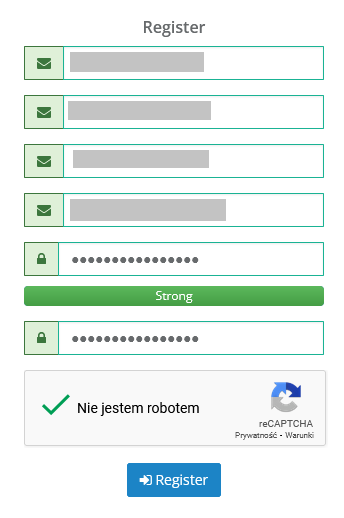 Register
••••••••••••••••
Strong
••••••••••••••••
Nie jestem robotem
reCAPTCHA
Prywatność • Warunki
Register